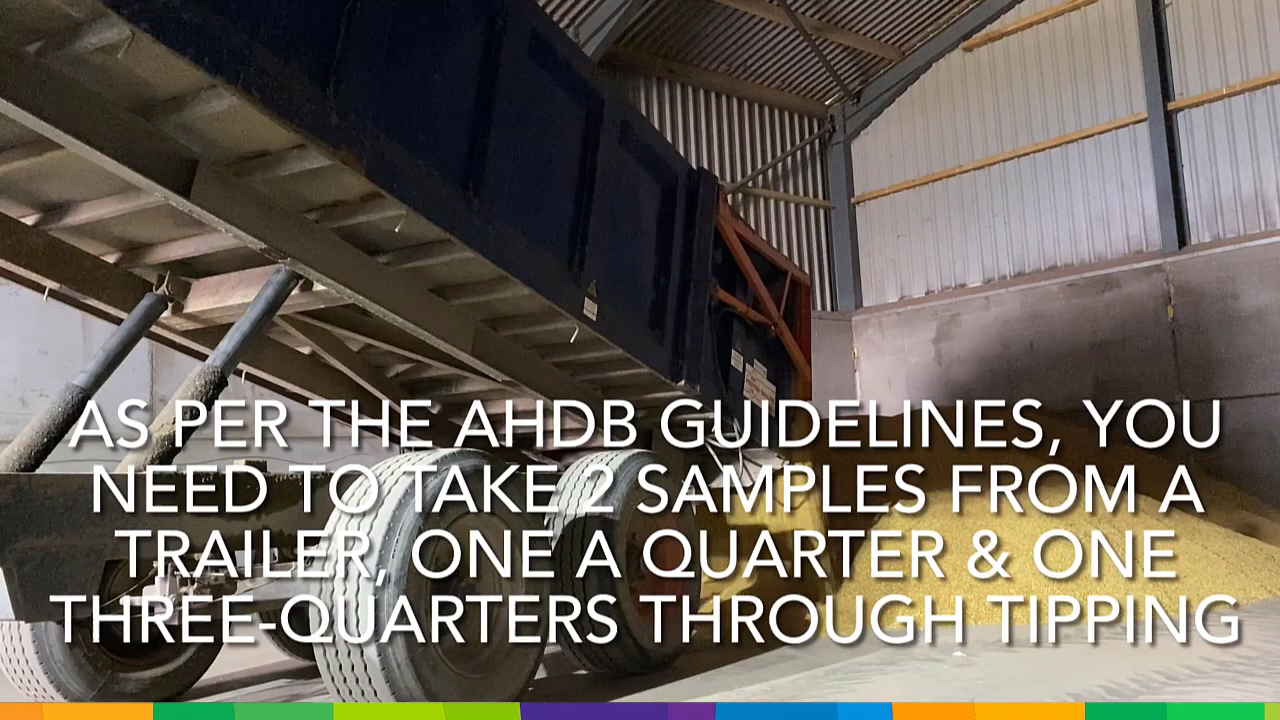 AS PER THE AHDB GUIDELINES, YOU
NEED TO TAKE 2 SAMPLES FROM A
TRAILER, ONE A QUARTER & ONE
THREE-QUARTERS THROUGH TIPPING